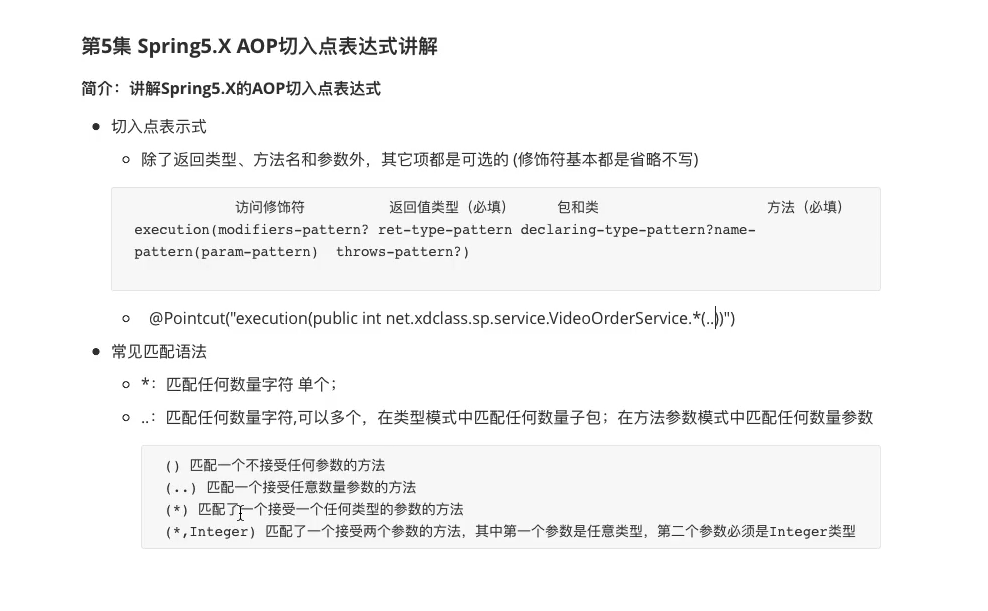 第5集 Spring5.X AOP切入点表达式讲解
简介：讲解Spring5.X的AOP切入点表达式
切入点表示式
除了返回类型、方法名和参数外，其它项都是可选的 (修饰符基本都是省略不写)
访问修饰符 返回值类型（必填） 包和类 方法（必填）
execution(modifiers-pattern? ret-type-pattern declaring-type-pattern?name-
pattern(param-pattern) throws-pattern?)
@Pointcut("execution(public int net.xdclass.sp.service.VideoOrderService.*(..))")
常见匹配语法
*：匹配任何数量字符 单个；
..：匹配任何数量字符,可以多个，在类型模式中匹配任何数量子包；在方法参数模式中匹配任何数量参数
() 匹配一个不接受任何参数的方法
(..) 匹配一个接受任意数量参数的方法
(*) 匹配了一个接受一个任何类型的参数的方法
(*,Integer) 匹配了一个接受两个参数的方法，其中第一个参数是任意类型，第二个参数必须是Integer类型